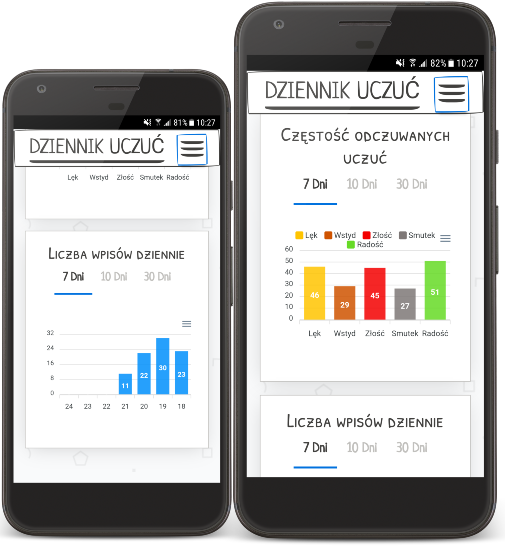 81% 10:27
DZIENNIK UCZUĆ
Lęk Wstyd Złość Smutek Radość
Liczba wpisów dziennie
7 Dni 10 Dni 30 Dni
32
24
16
8
0
11 22 30 23
24 23 22 21 20 19 18
82% 10:27
DZIENNIK UCZUĆ
Częstość odczuwanych
uczuć
7 Dni 10 Dni 30 Dni
Lęk Wstyd Złość Smutek
Radość
60
50
40
30
20
10
0
46 29 45 27 51
Lęk Wstyd Złość Smutek Radość
Liczba wpisów dziennie
7 Dni 10 Dni 30 Dni